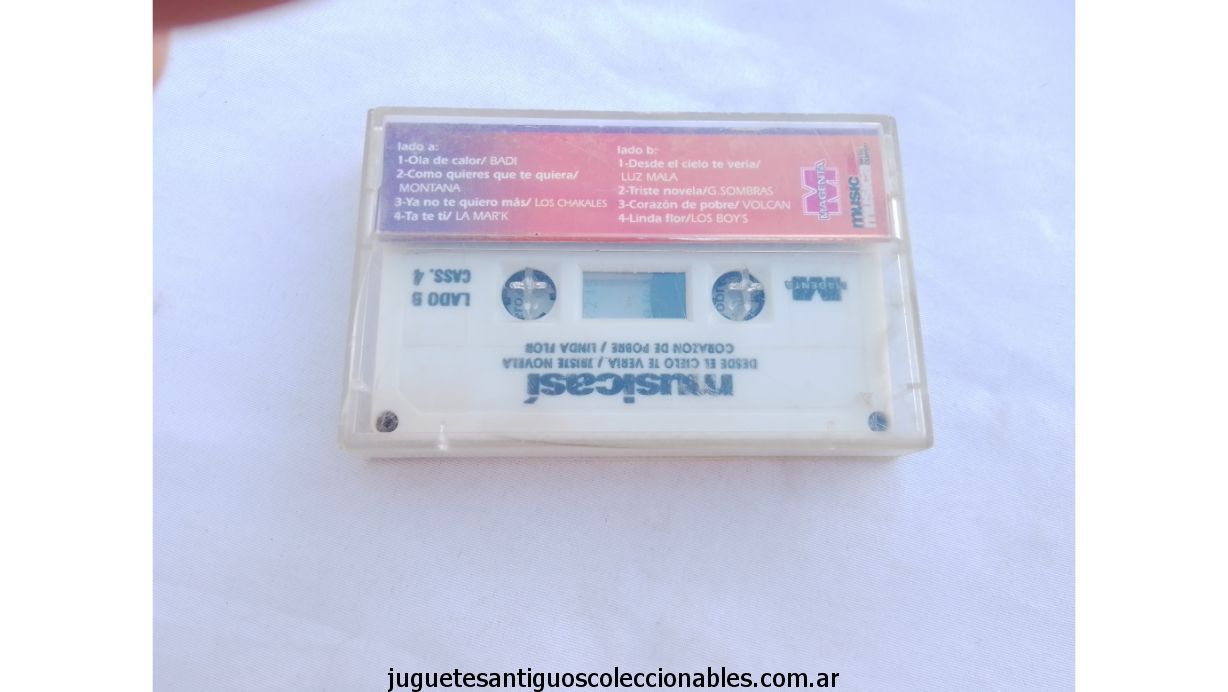 lado a:
1-Ola de calor/ BADI
2-Como quieres que te quiera/
MONTANA
3-Ya no te quiero más/ LOS CHAKALES
4-Ta te ti/ LA MAR'K
lado b:
1-Desde el cielo te veria/
LUZ MALA
2-Triste novela/G.SOMBRAS
3-Corazón de pobre/ VOLCAN
4-Linda flor/LOS BOY'S
M
MAGENTA
music
LADO B
CASS. 4
MAGENTA
DESDE EL CIELO TE VERIA / TRISTE NOVELA /
CORAZON DE POBRE / LINDA FLOR
musicasí
juguetesantiguoscoleccionables.com.ar